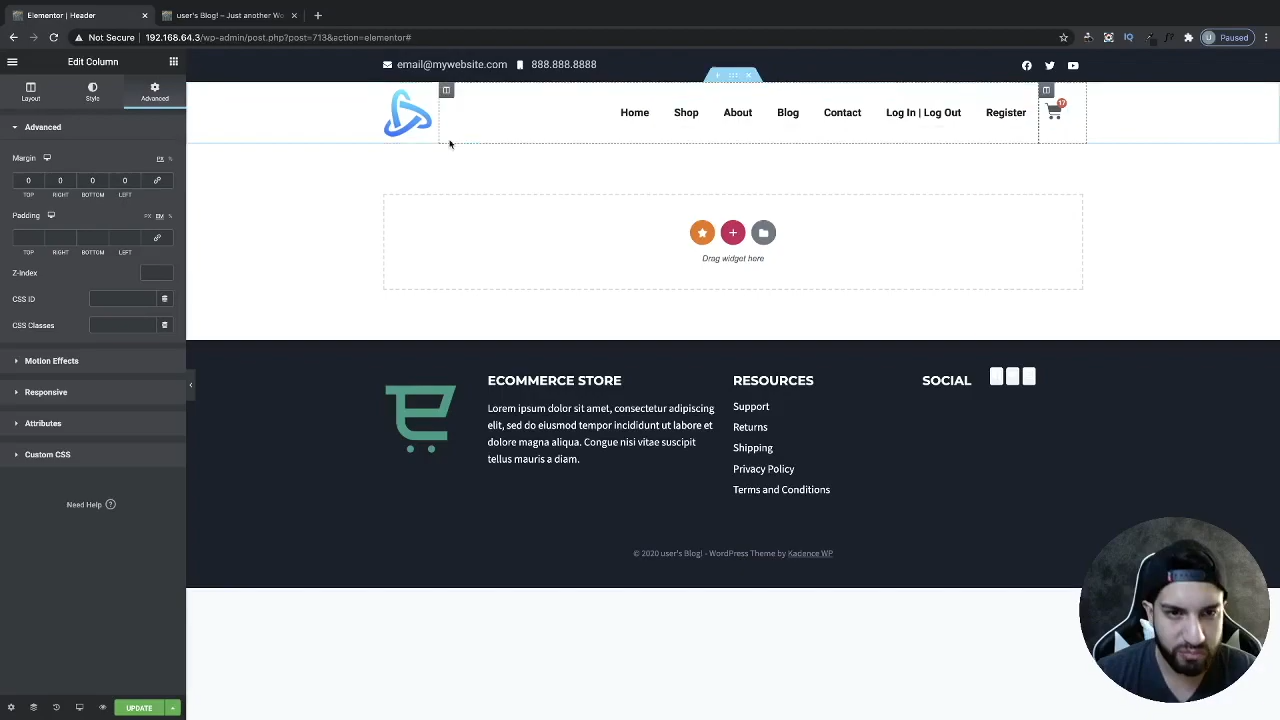 Elementor | Header
user's Blog! – Just another Wo
Not Secure | 192.168.64.3/wp-admin/post.php?post=713&action=elementor#
Paused
Edit Column
email@mywebsite.com 888.888.8888
Layout Style Advanced
Home Shop About Blog Contact Log In | Log Out Register 17
Advanced
Margin PX %
0 0 0 0
TOP RIGHT BOTTOM LEFT
Padding PX EM %
TOP RIGHT BOTTOM LEFT
Z-Index
CSS ID
CSS Classes
Drag widget here
Motion Effects
Responsive
Attributes
Custom CSS
Need Help
ECOMMERCE STORE
Lorem ipsum dolor sit amet, consectetur adipiscing
elit, sed do eiusmod tempor incididunt ut labore et
dolore magna aliqua. Congue nisi vitae suscipit
tellus mauris a diam.
RESOURCES
Support
Returns
Shipping
Privacy Policy
Terms and Conditions
SOCIAL
© 2020 user's Blog! - WordPress Theme by Kadence WP
UPDATE